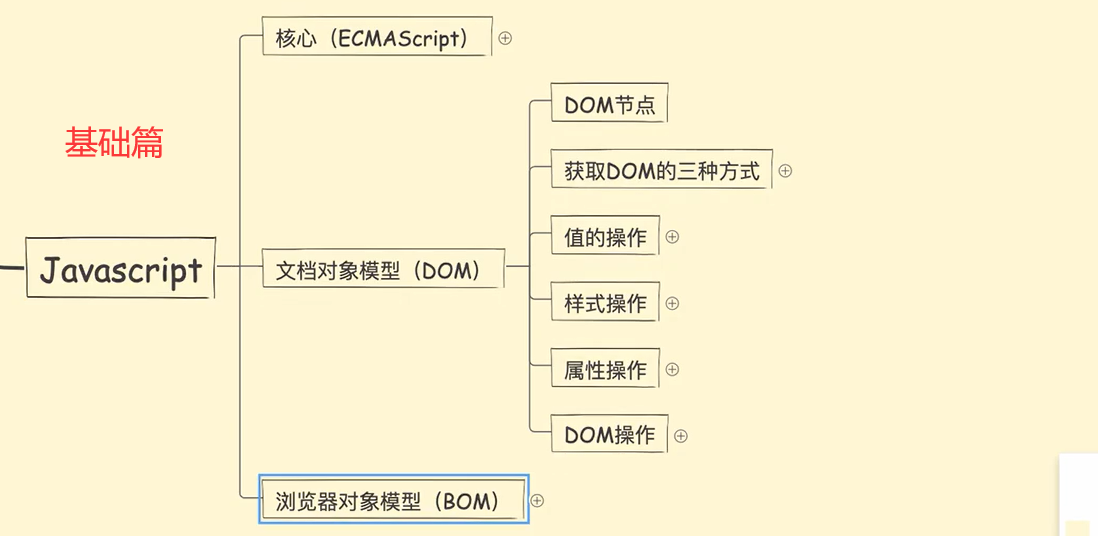 核心（ECMAScript）
DOM节点
基础篇
获取DOM的三种方式
值的操作
Javascript
文档对象模型（DOM）
样式操作
属性操作
DOM操作
浏览器对象模型（BOM）